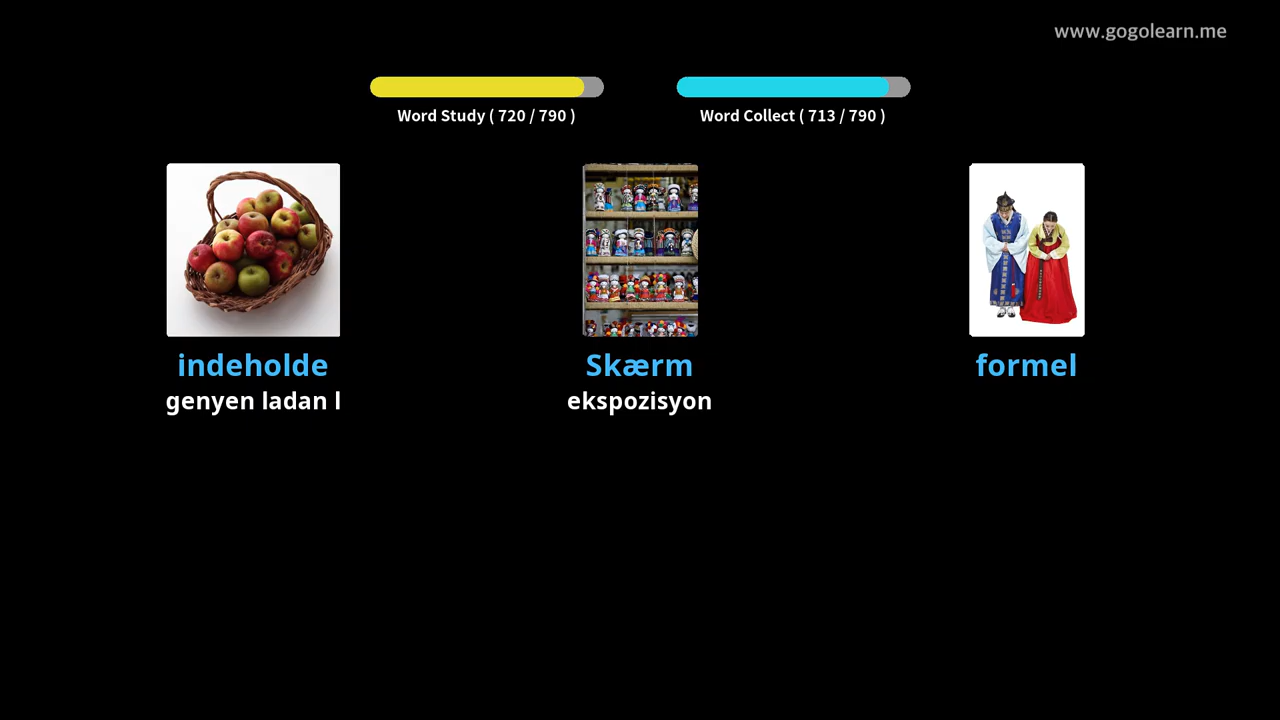 www.gogolearn.me
Word Study ( 720 / 790 )
Word Collect ( 713 / 790 )
indeholde
genyen ladan l
Skærm
ekspozisyon
formel